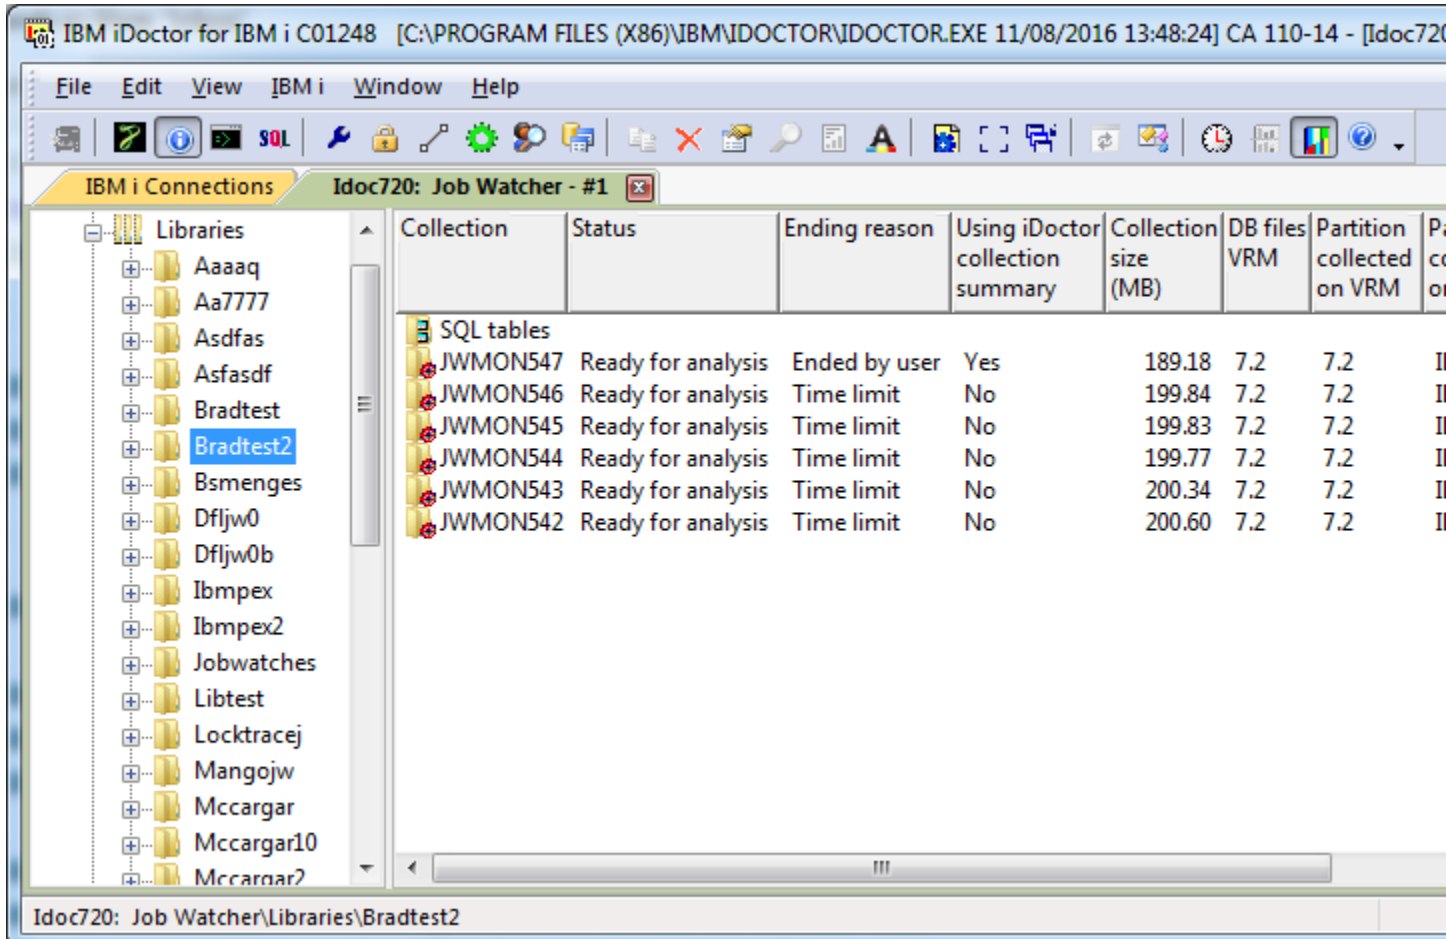 IBM iDoctor for IBM i C01248 [C:\PROGRAM FILES (X86)\IBM\IDOCTOR\IDOCTOR.EXE 11/08/2016 13:48:24] CA 110-14 - [Idoc720
File Edit View IBM i Window Help
SQL
IBM i Connections Idoc720: Job Watcher - #1
Libraries
Aaaaq
Aa7777
Asdfas
Asfasdf
Bradtest
Bradtest2
Bsmenges
Dfljw0
Dfljw0b
Ibmpex
Ibmpex2
Jobwatches
Libtest
Locktracej
Mangojw
Mccargar
Mccargar10
Mccargar2
Collection Status Ending reason Using iDoctor Collection DB files Partition
collection size VRM collected
summary (MB) on VRM
SQL tables
JWMON547 Ready for analysis Ended by user Yes 189.18 7.2 7.2
JWMON546 Ready for analysis Time limit No 199.84 7.2 7.2
JWMON545 Ready for analysis Time limit No 199.83 7.2 7.2
JWMON544 Ready for analysis Time limit No 199.77 7.2 7.2
JWMON543 Ready for analysis Time limit No 200.34 7.2 7.2
JWMON542 Ready for analysis Time limit No 200.60 7.2 7.2
Idoc720: Job Watcher\Libraries\Bradtest2